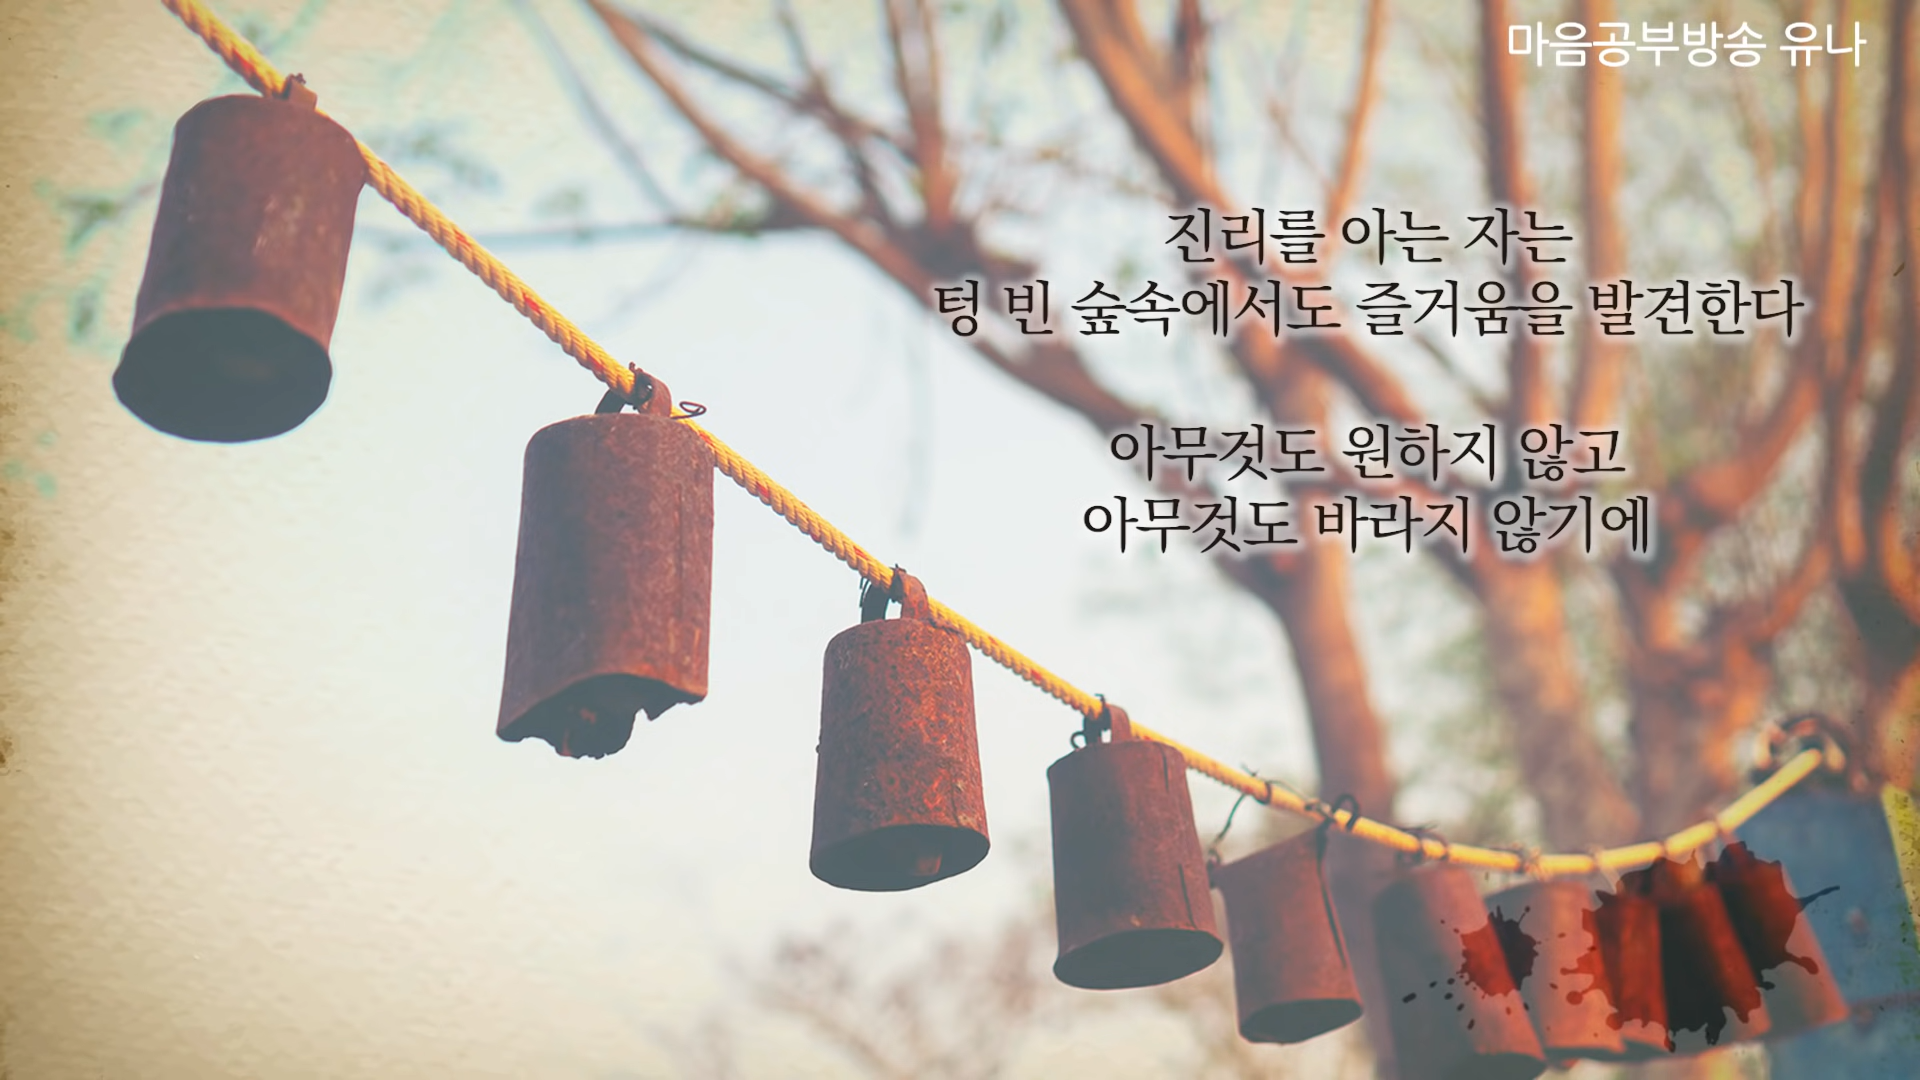 마음공부방송 유나
진리를 아는 자는
텅 빈 숲속에서도 즐거움을 발견한다
아무것도 원하지 않고
아무것도 바라지 않기에